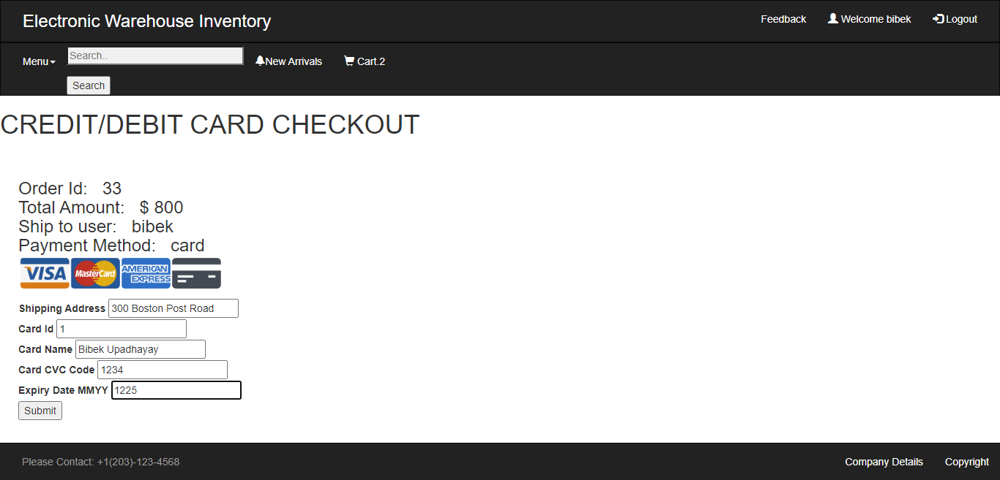 Electronic Warehouse Inventory
Feedback
Welcome bibek
Logout
Menu
Search..
New Arrivals
Cart.2
Search
CREDIT/DEBIT CARD CHECKOUT
Order Id: 33
Total Amount: $ 800
Ship to user: bibek
Payment Method: card
VISA MasterCard AMERICAN EXPRESS
Shipping Address 300 Boston Post Road
Card Id 1
Card Name Bibek Upadhayay
Card CVC Code 1234
Expiry Date MMYY 1225
Submit
Please Contact: +1(203)-123-4568
Company Details
Copyright